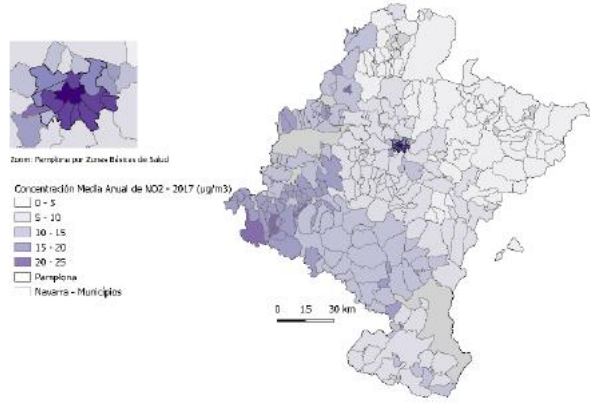 Zoom: Pamplona por Zonas Básicas de Salud
Concentración Media Anual de NO2 - 2017 (ug/m3)
0 - 5
5 - 10
10 - 15
15 - 20
20 - 25
Pamplona
Navarra - Municipios
0 15 30 km